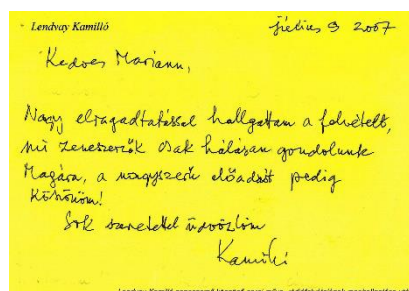 Lendvay Kamilló
július 9 2007
Kedves Mariann,
Nagy elragadtatással hallgattam a felvételt,
mi zeneszerzők csak hálásan gondolunk
Magára, a nagyszerű előadást pedig
köszönöm!
Sok szeretettel üdvözlöm
Kamilló